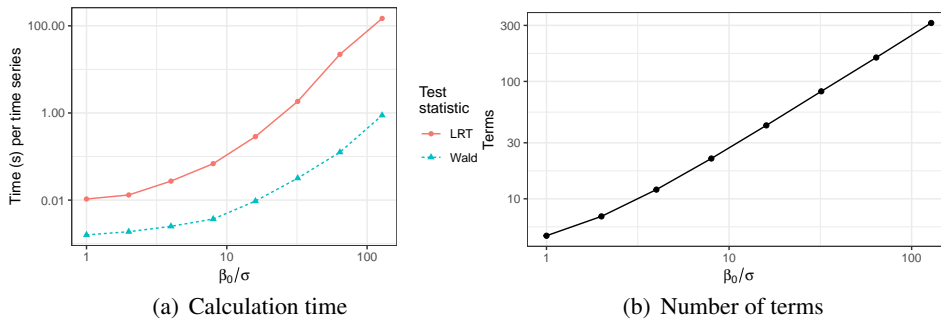 Time (s) per time series
100.00
1.00
0.01
1
10
100
β₀/σ
Test
statistic
LRT
Wald
(a) Calculation time
Terms
300
100
30
10
1
10
100
β₀/σ
(b) Number of terms